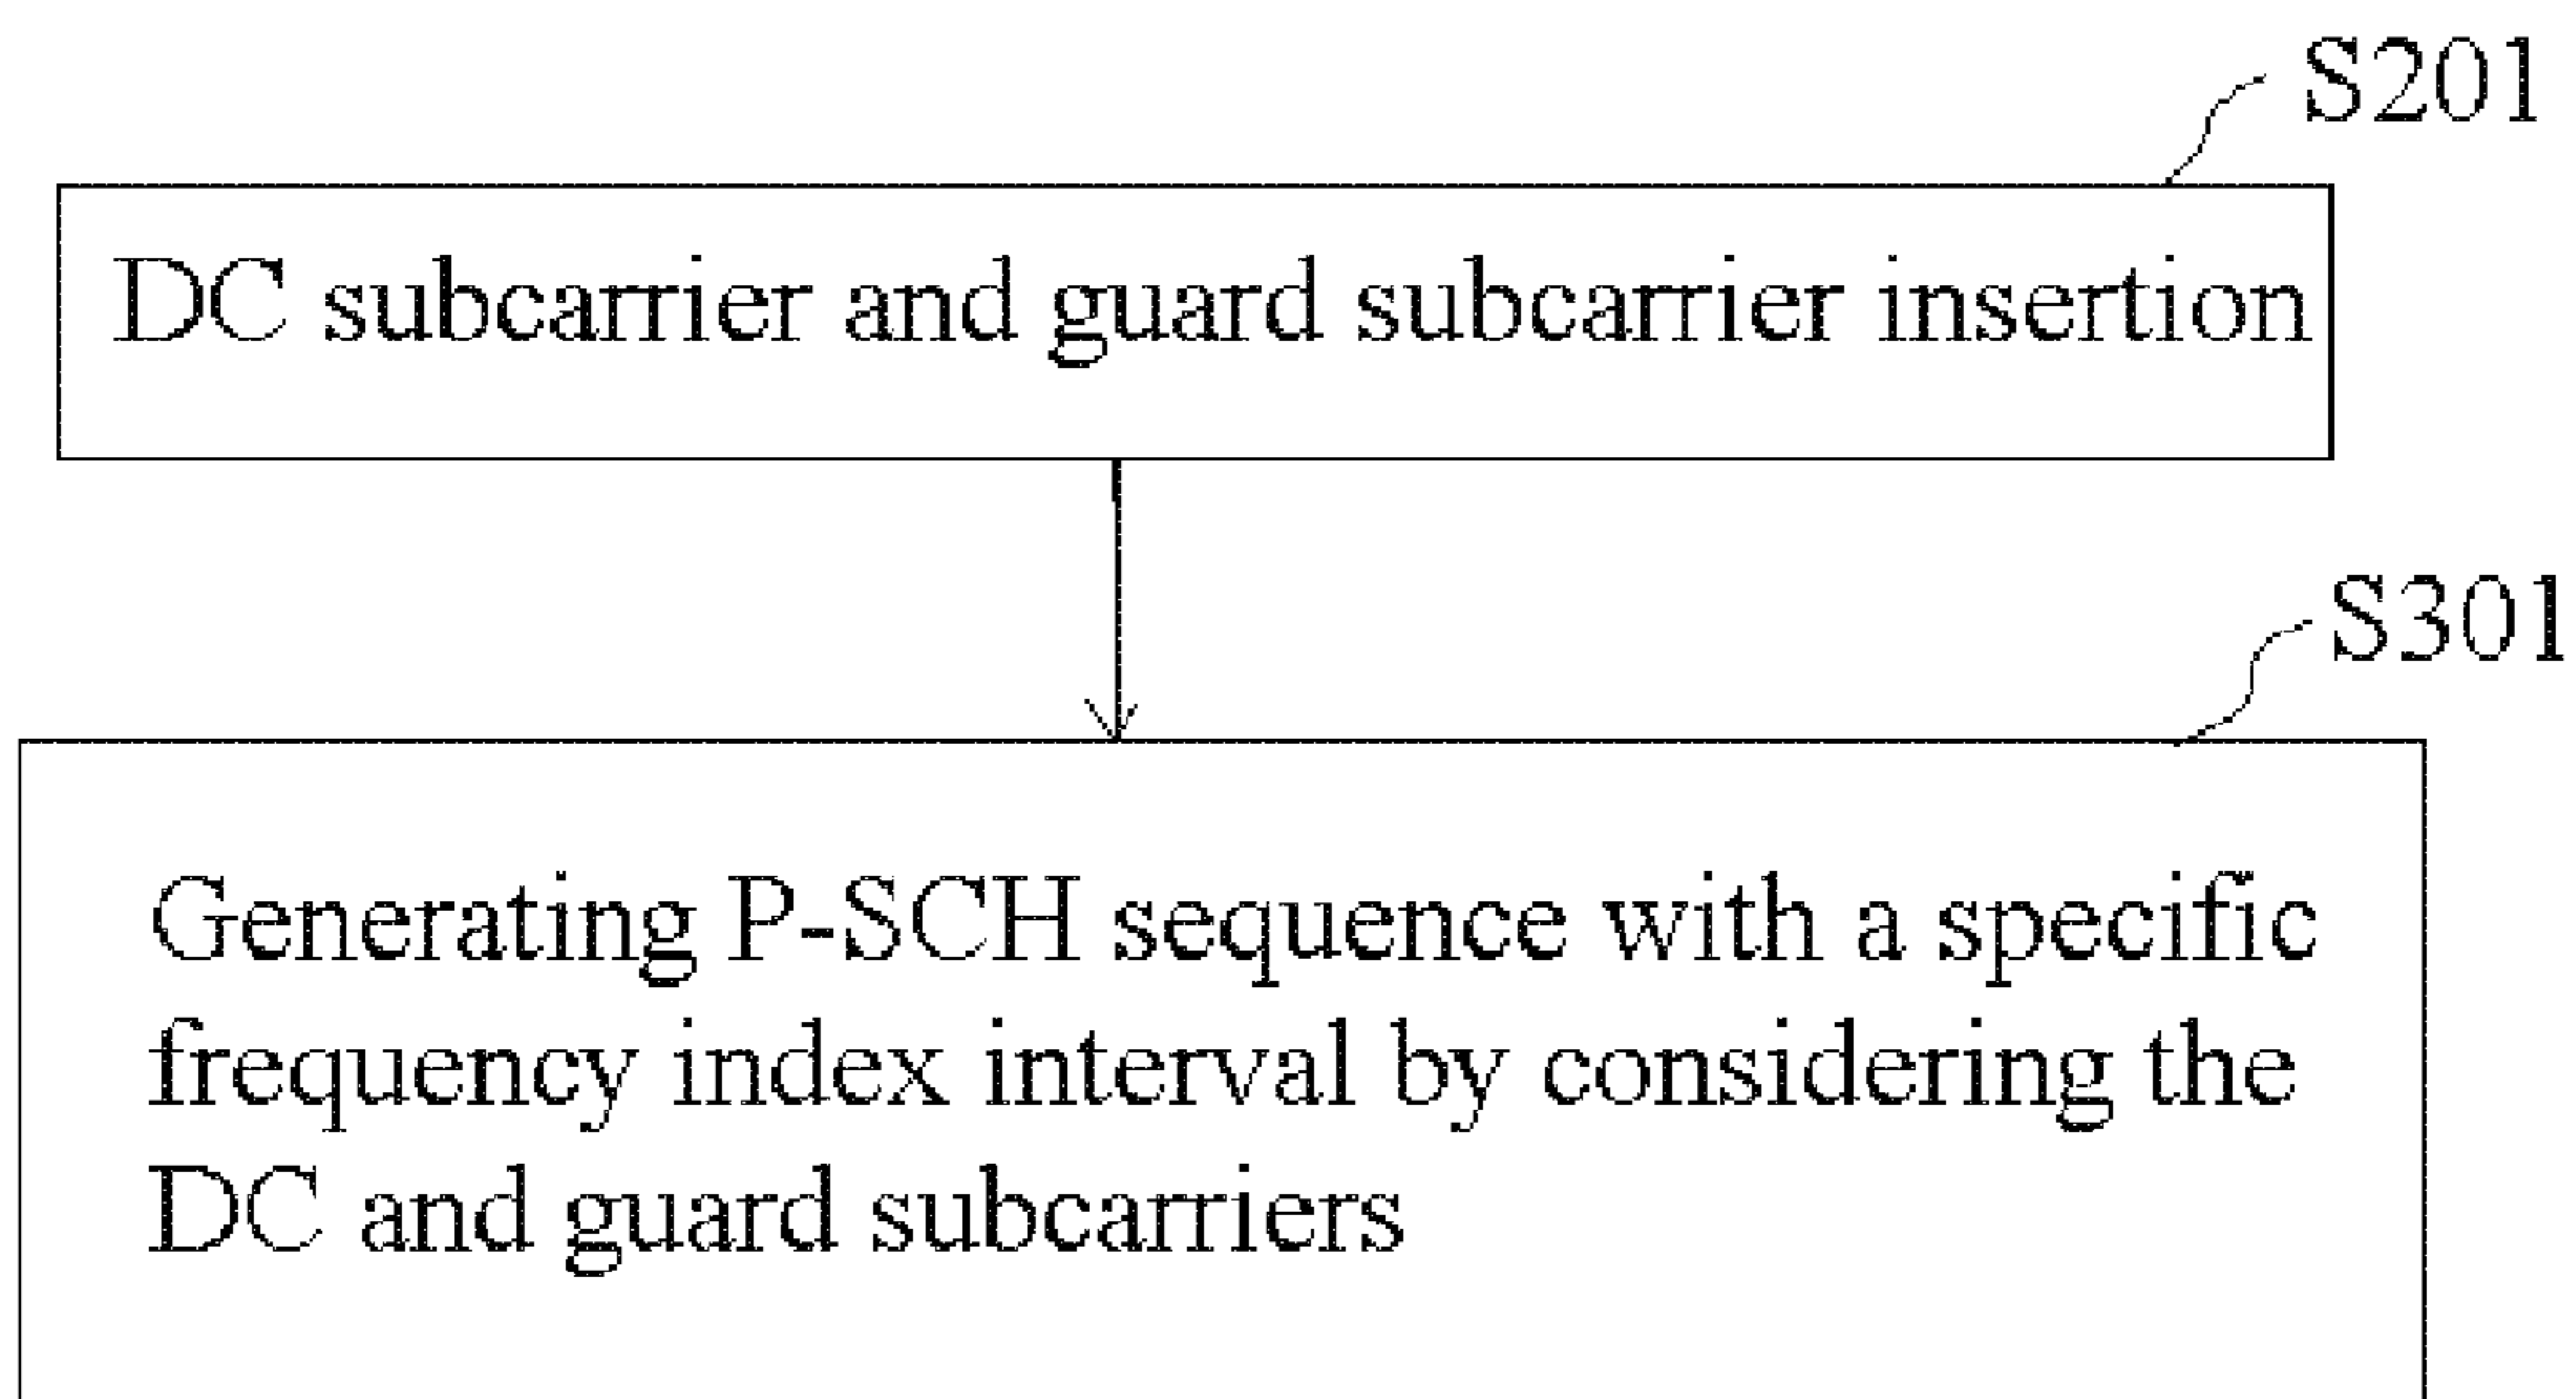 S201
DC subcarrier and guard subcarrier insertion
S301
Generating P-SCH sequence with a specific
frequency index interval by considering the
DC and guard subcarriers